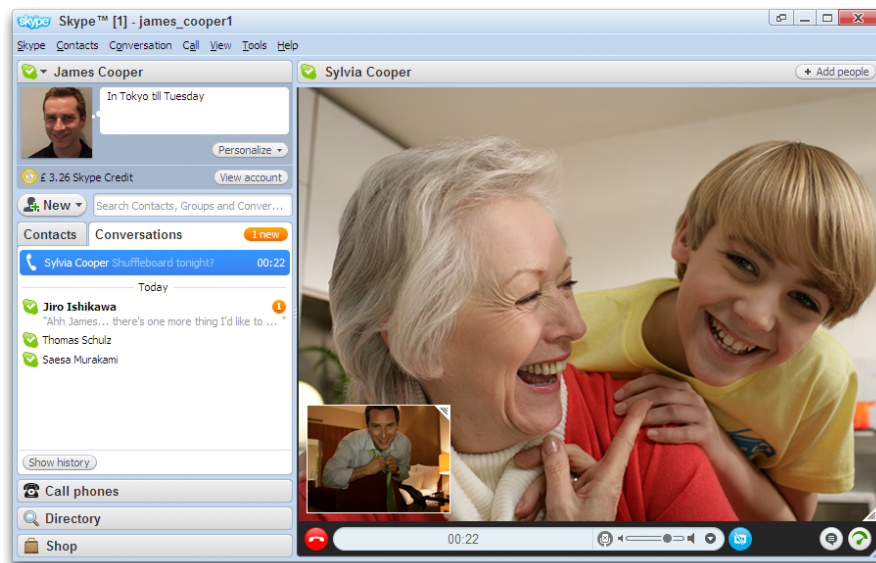 skype Skype™ [1] - james_cooper1
Skype Contacts Conversation Call View Tools Help
James Cooper
In Tokyo till Tuesday
Personalize
£ 3.26 Skype Credit
View account
New
Search Contacts, Groups and Conver...
Contacts
Conversations
1 new
Sylvia Cooper Shuffleboard tonight? 00:22
Today
Jiro Ishikawa 1
"Ahh James... there's one more thing I'd like to ... "
Thomas Schulz
Saesa Murakami
Show history
Call phones
Directory
Shop
Sylvia Cooper
+ Add people
00:22